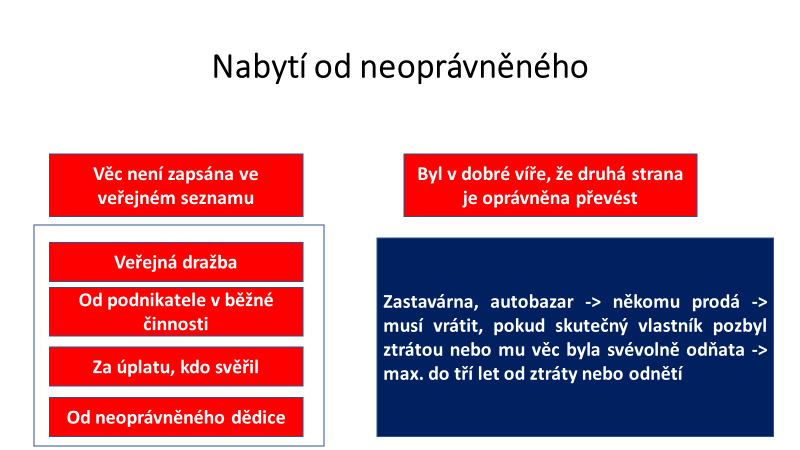 Nabytí od neoprávněného
Věc není zapsána ve
veřejném seznamu
Byl v dobré víře, že druhá strana
je oprávněna převést
Veřejná dražba
Od podnikatele v běžné
činnosti
Za úplatu, kdo svěřil
Od neoprávněného dědice
Zastavárna, autobazar -> někomu prodá ->
musí vrátit, pokud skutečný vlastník pozbyl
ztrátou nebo mu věc byla svévolně odňata ->
max. do tří let od ztráty nebo odnětí